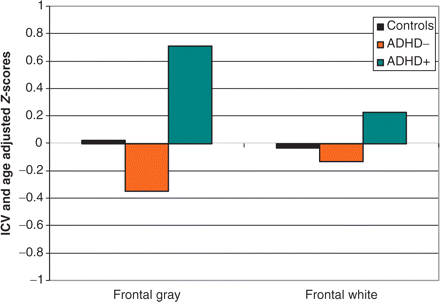 ICV and age adjusted Z-scores
1
0.8
0.6
0.4
0.2
0
−0.2
−0.4
−0.6
−0.8
−1
Controls
ADHD−
ADHD+
Frontal gray
Frontal white